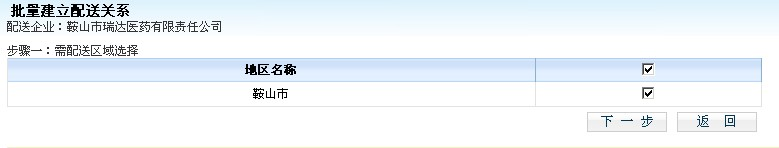 批量建立配送关系
配送企业：鞍山市瑞达医药有限责任公司
步骤一：需配送区域选择
地区名称
鞍山市
下一步 返 回